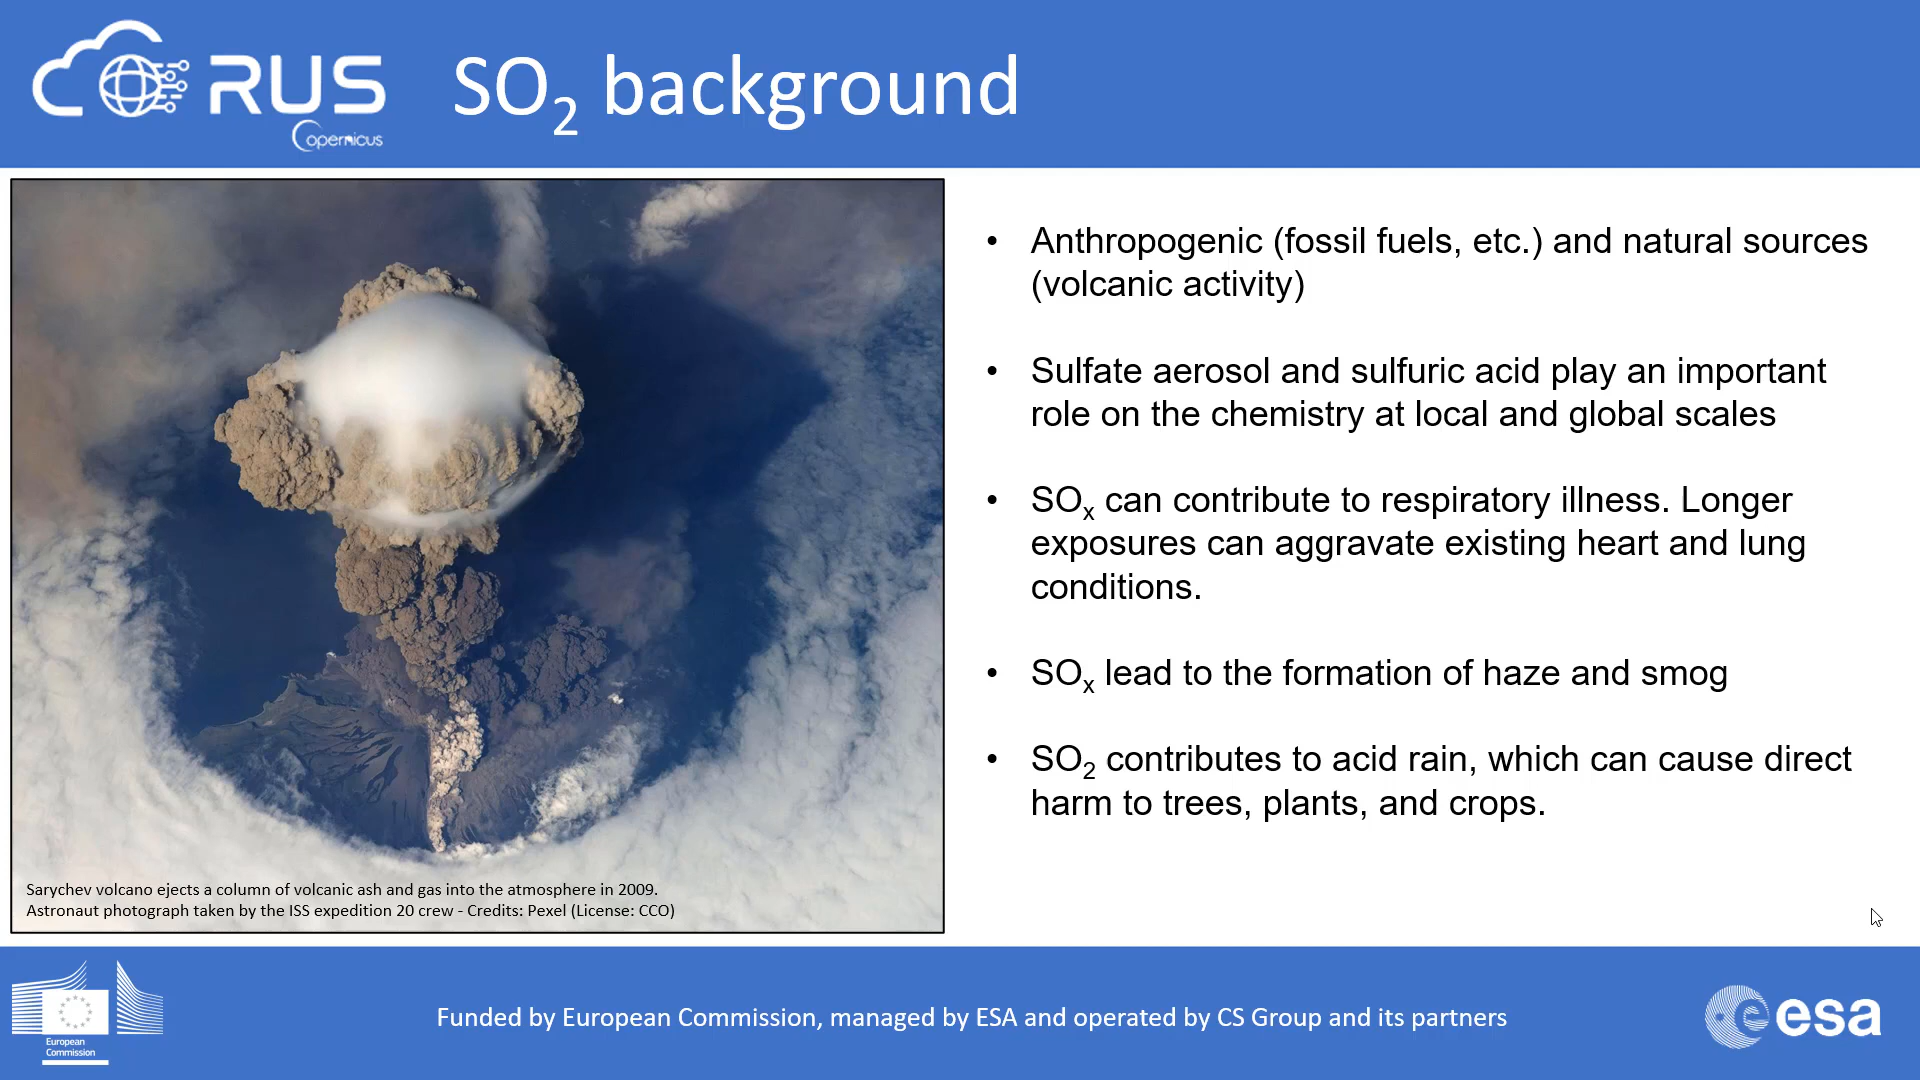 RUS
Copernicus
SO₂ background
• Anthropogenic (fossil fuels, etc.) and natural sources
(volcanic activity)
• Sulfate aerosol and sulfuric acid play an important
role on the chemistry at local and global scales
• SOₓ can contribute to respiratory illness. Longer
exposures can aggravate existing heart and lung
conditions.
• SOₓ lead to the formation of haze and smog
• SO₂ contributes to acid rain, which can cause direct
harm to trees, plants, and crops.
Sarychev volcano ejects a column of volcanic ash and gas into the atmosphere in 2009.
Astronaut photograph taken by the ISS expedition 20 crew - Credits: Pexel (License: CCO)
European
Commission
Funded by European Commission, managed by ESA and operated by CS Group and its partners
esa